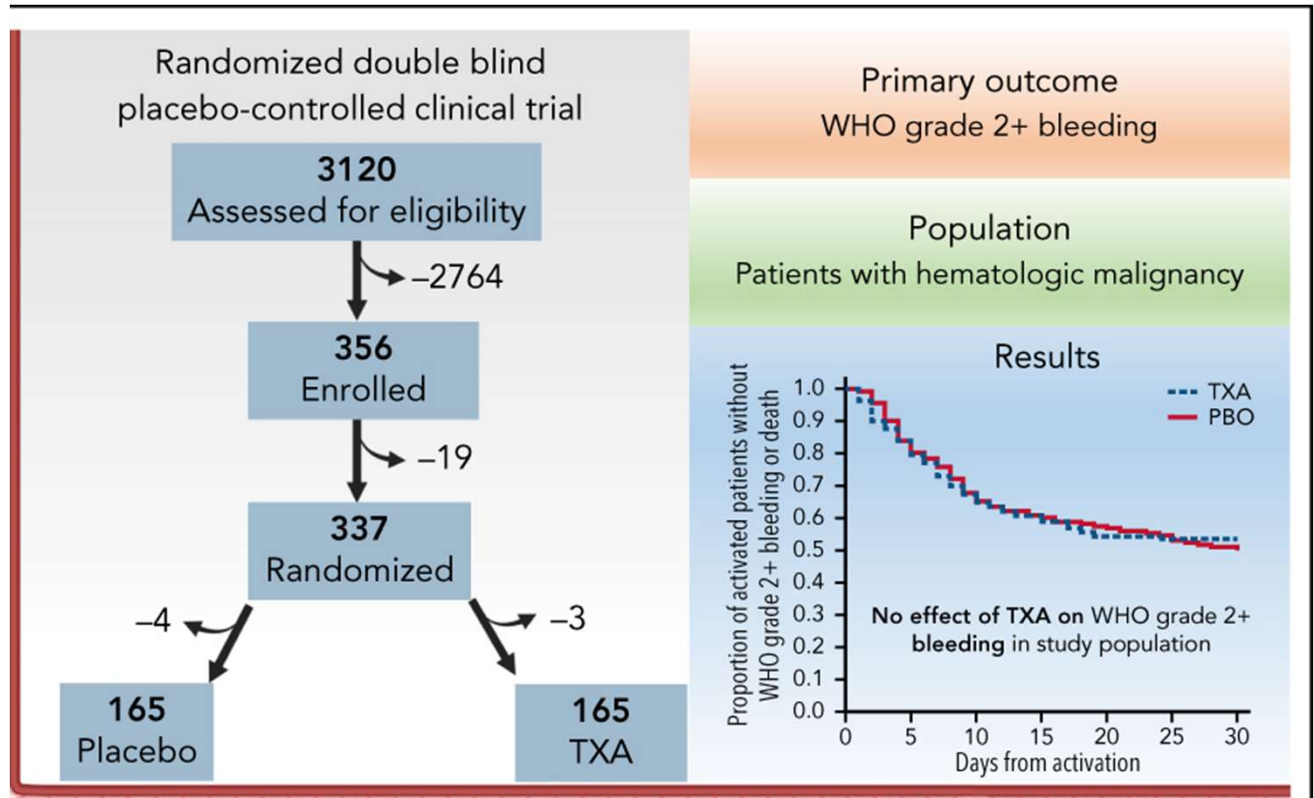 Randomized double blind
placebo-controlled clinical trial
3120
Assessed for eligibility
–2764
356
Enrolled
–19
337
Randomized
–4
–3
165
Placebo
165
TXA
Primary outcome
WHO grade 2+ bleeding
Population
Patients with hematologic malignancy
Results
Proportion of activated patients without
WHO grade 2+ bleeding or death
1.0
0.9
0.8
0.7
0.6
0.5
0.4
0.3
0.2
0.1
0.0
TXA
PBO
No effect of TXA on WHO grade 2+
bleeding in study population
0 5 10 15 20 25 30
Days from activation